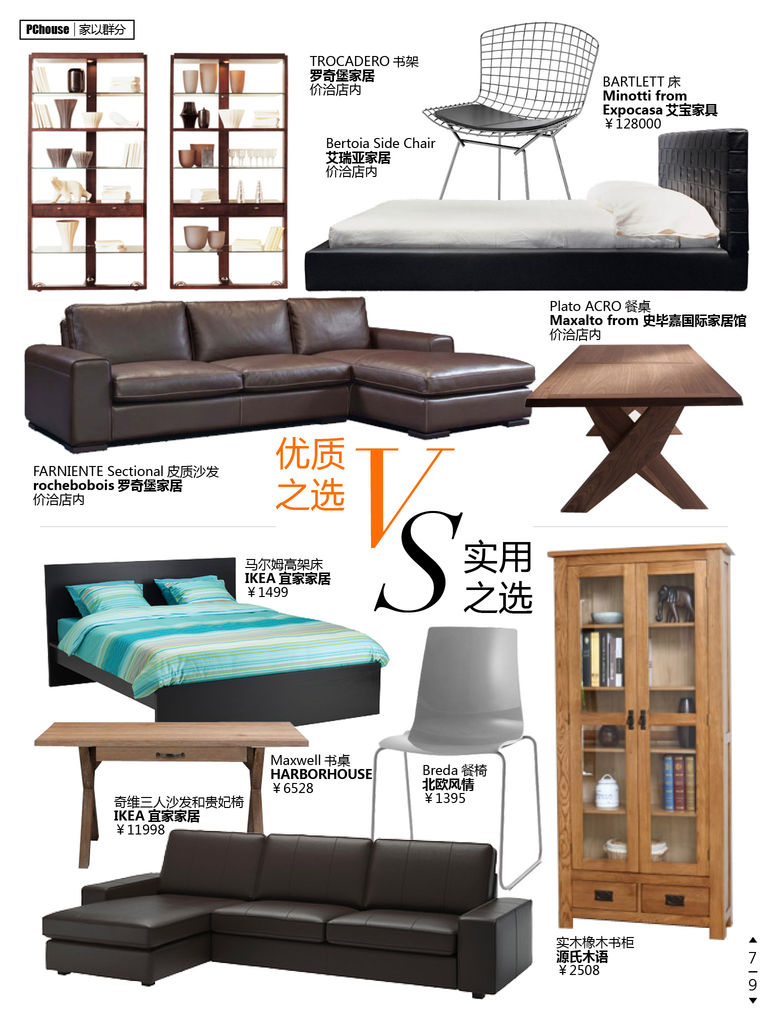 PChouse 家以群分
TROCADERO 书架
罗奇堡家居
价洽店内
BARTLETT 床
Minotti from
Expocasa 艾宝家具
￥128000
Bertoia Side Chair
艾瑞亚家居
价洽店内
Plato ACRO 餐桌
Maxalto from 史毕嘉国际家居馆
价洽店内
FARNIENTE Sectional 皮质沙发
rochebobois 罗奇堡家居
价洽店内
优质
之选
VS
实用
之选
马尔姆高架床
IKEA 宜家家居
￥1499
Maxwell 书桌
HARBORHOUSE
￥6528
Breda 餐椅
北欧风情
￥1395
奇维三人沙发和贵妃椅
IKEA 宜家家居
￥11998
实木橡木书柜
源氏木语
￥2508
7
9